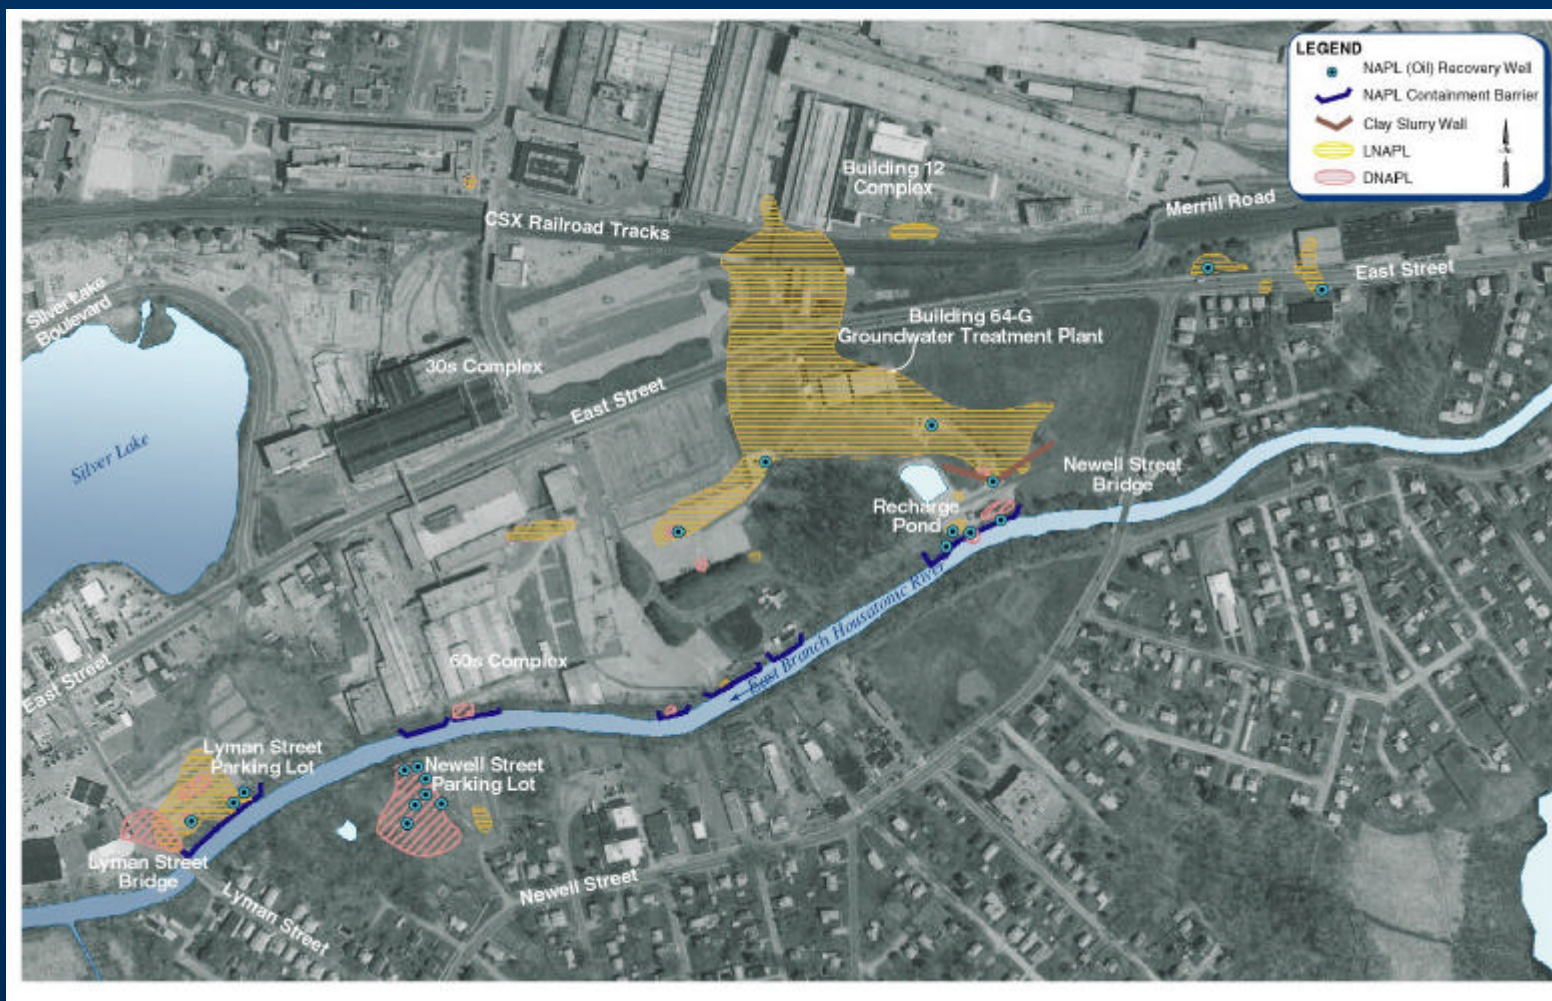 LEGEND
NAPL (Oil) Recovery Well
NAPL Containment Barrier
Clay Slurry Wall
LNAPL
DNAPL
Building 12
Complex
Merrill Road
CSX Railroad Tracks
East Street
Silver Lake
Boulevard
Building 64-G
Groundwater Treatment Plant
30s Complex
East Street
Silver Lake
Newell Street
Bridge
Recharge
Pond
East Branch Housatonic River
60s Complex
East Street
Lyman Street
Parking Lot
Newell Street
Parking Lot
Lyman Street
Bridge
Newell Street
Lyman Street